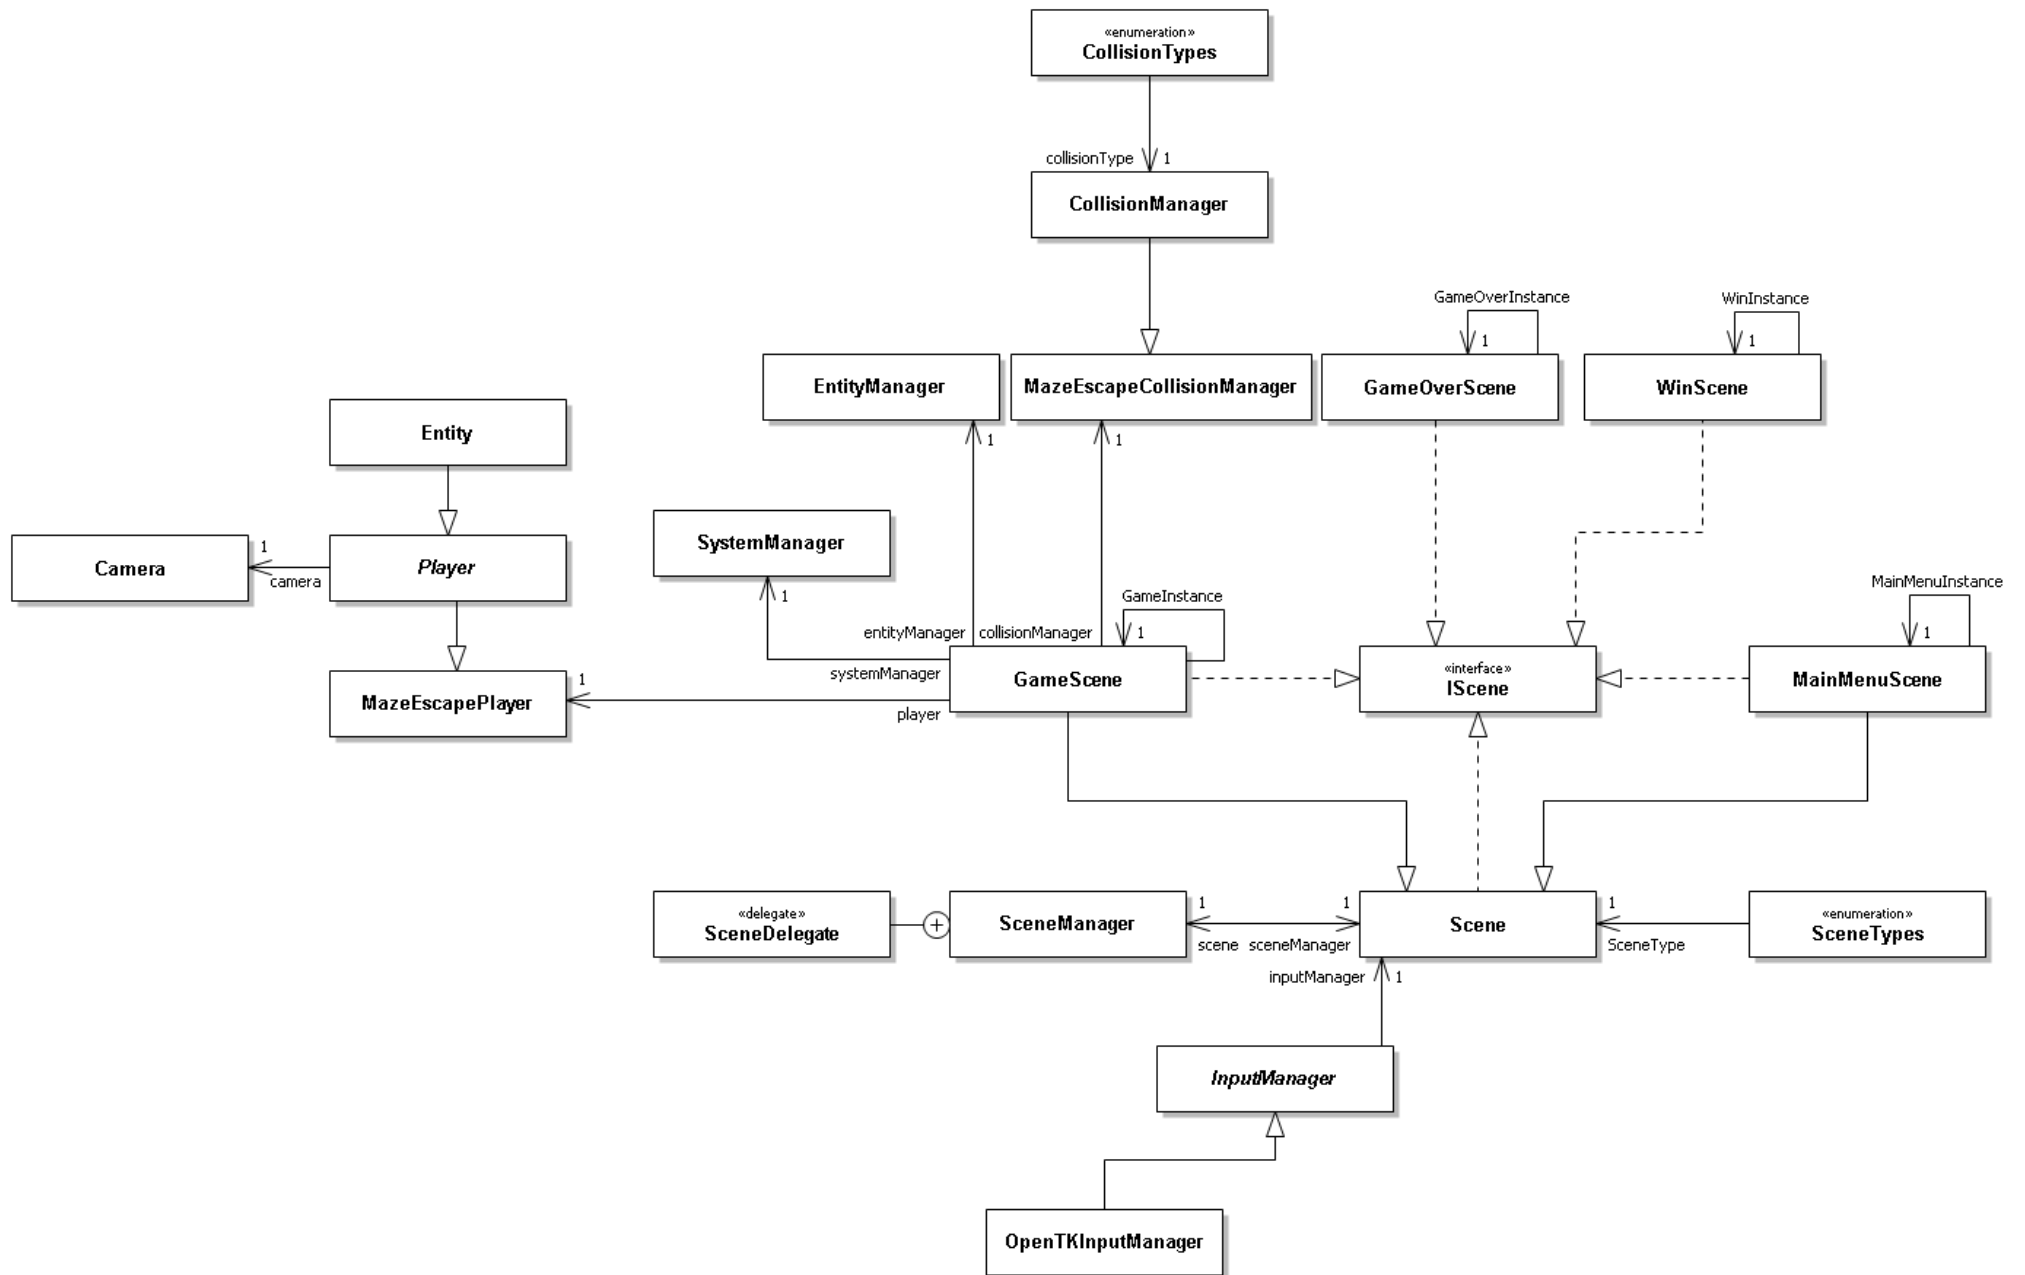 «enumeration»
CollisionTypes
collisionType 1
CollisionManager
GameOverInstance
1
WinInstance
1
EntityManager
MazeEscapeCollisionManager
GameOverScene
WinScene
1
1
Entity
SystemManager
1
Camera
1
camera
Player
GameInstance
1
MainMenuInstance
1
entityManager
collisionManager
systemManager
GameScene
«interface»
IScene
MainMenuScene
1
MazeEscapePlayer
player
«delegate»
SceneDelegate
SceneManager
1
scene
1
sceneManager
Scene
1
SceneType
«enumeration»
SceneTypes
inputManager 1
InputManager
OpenTKInputManager